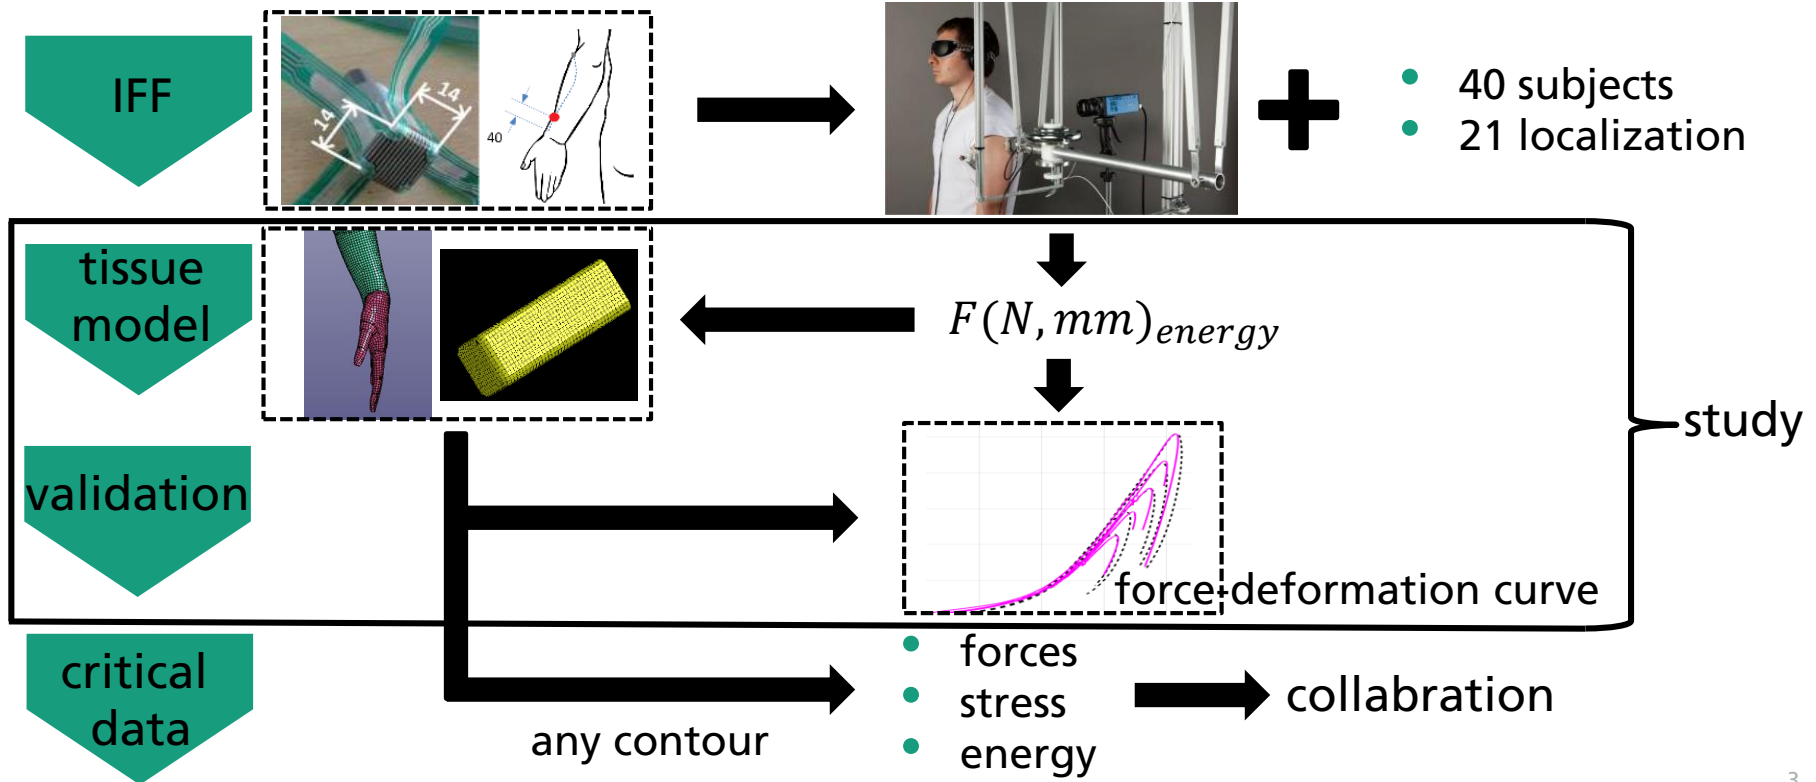 IFF
14
14
40
40 subjects
21 localization
tissue
model
F(N,mm)energy
study
validation
force-deformation curve
critical
data
forces
stress
energy
collabration
any contour
3